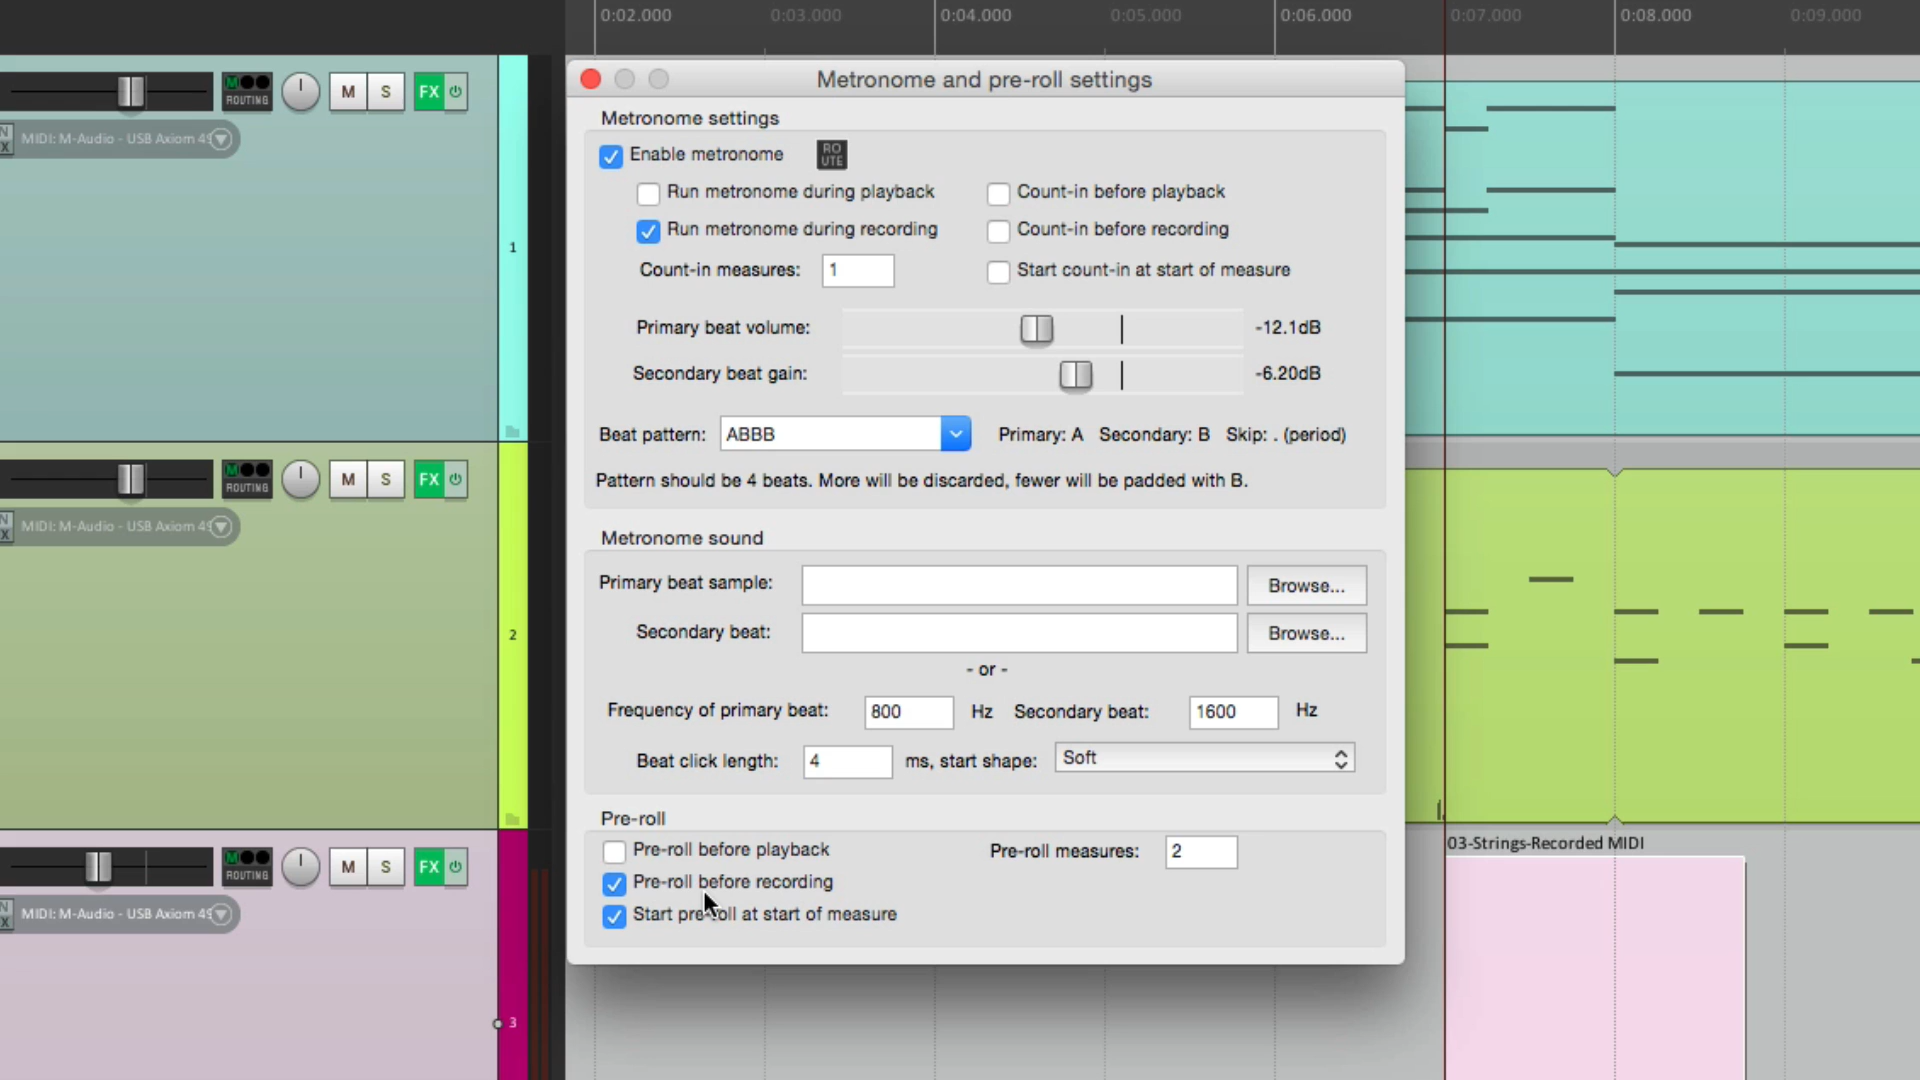 0:02.000 0:03.000 0:04.000 0:05.000 0:06.000 0:07.000 0:08.000 0:09.000
Metronome and pre-roll settings
Metronome settings
Enable metronome
RO
UTE
Run metronome during playback
Count-in before playback
Run metronome during recording
Count-in before recording
Count-in measures: 1
Start count-in at start of measure
Primary beat volume: -12.1dB
Secondary beat gain: -6.20dB
Beat pattern: ABBB Primary: A Secondary: B Skip: . (period)
Pattern should be 4 beats. More will be discarded, fewer will be padded with B.
Metronome sound
Primary beat sample: Browse...
Secondary beat: Browse...
- or -
Frequency of primary beat: 800 Hz Secondary beat: 1600 Hz
Beat click length: 4 ms, start shape: Soft
Pre-roll
Pre-roll before playback
Pre-roll measures: 2
Pre-roll before recording
Start pre-roll at start of measure
M ROUTING M S FX
MIDI: M-Audio - USB Axiom 49
1
M ROUTING M S FX
MIDI: M-Audio - USB Axiom 49
2
M ROUTING M S FX
MIDI: M-Audio - USB Axiom 49
3
03-Strings-Recorded MIDI